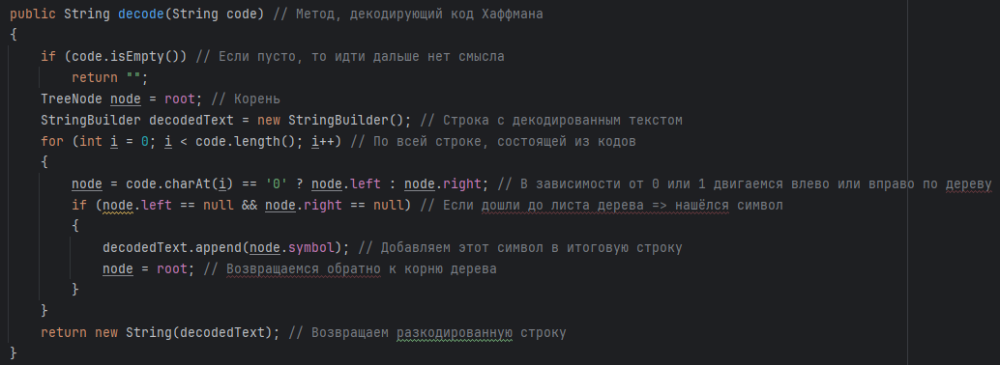 public String decode(String code) // Метод, декодирующий код Хаффмана
{
    if (code.isEmpty()) // Если пусто, то идти дальше нет смысла
        return "";
    TreeNode node = root; // Корень
    StringBuilder decodedText = new StringBuilder(); // Строка с декодированным текстом
    for (int i = 0; i < code.length(); i++) // По всей строке, состоящей из кодов
    {
        node = code.charAt(i) == '0' ? node.left : node.right; // В зависимости от 0 или 1 двигаемся влево или вправо по дереву
        if (node.left == null && node.right == null) // Если дошли до листа дерева => нашёлся символ
        {
            decodedText.append(node.symbol); // Добавляем этот символ в итоговую строку
            node = root; // Возвращаемся обратно к корню дерева
        }
    }
    return new String(decodedText); // Возвращаем разкодированную строку
}